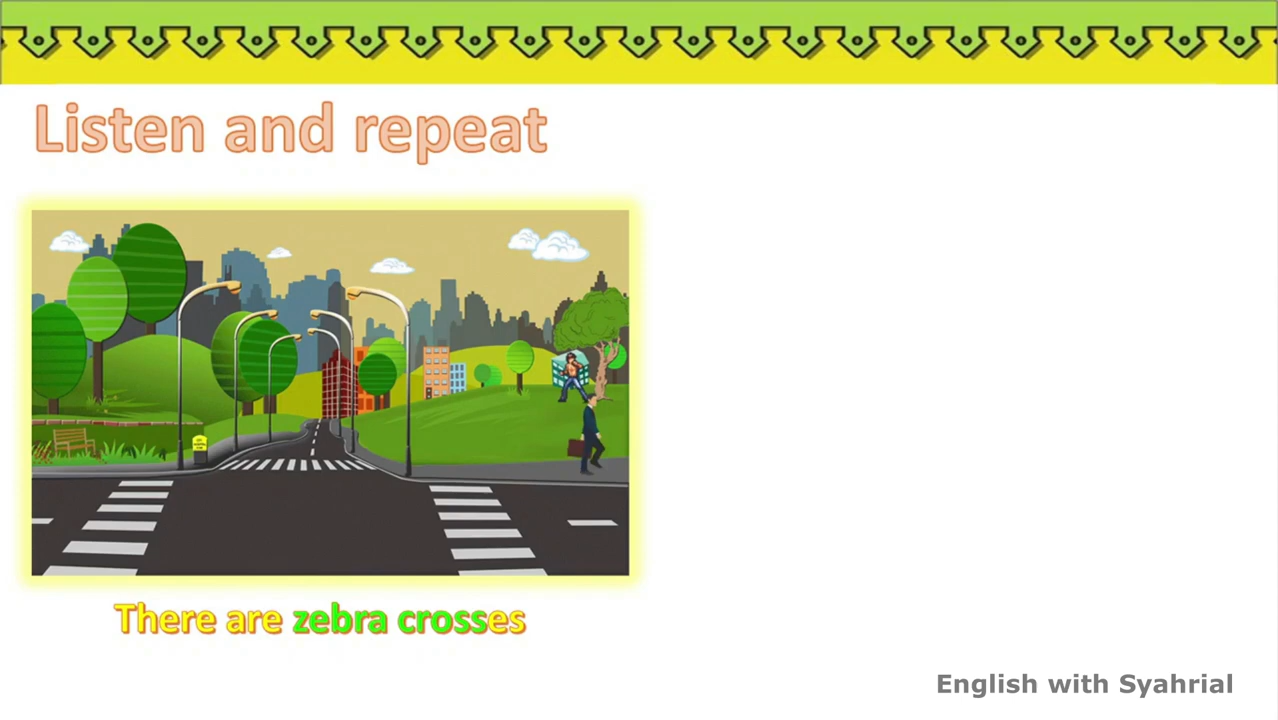 Listen and repeat
There are zebra crosses
English with Syahrial